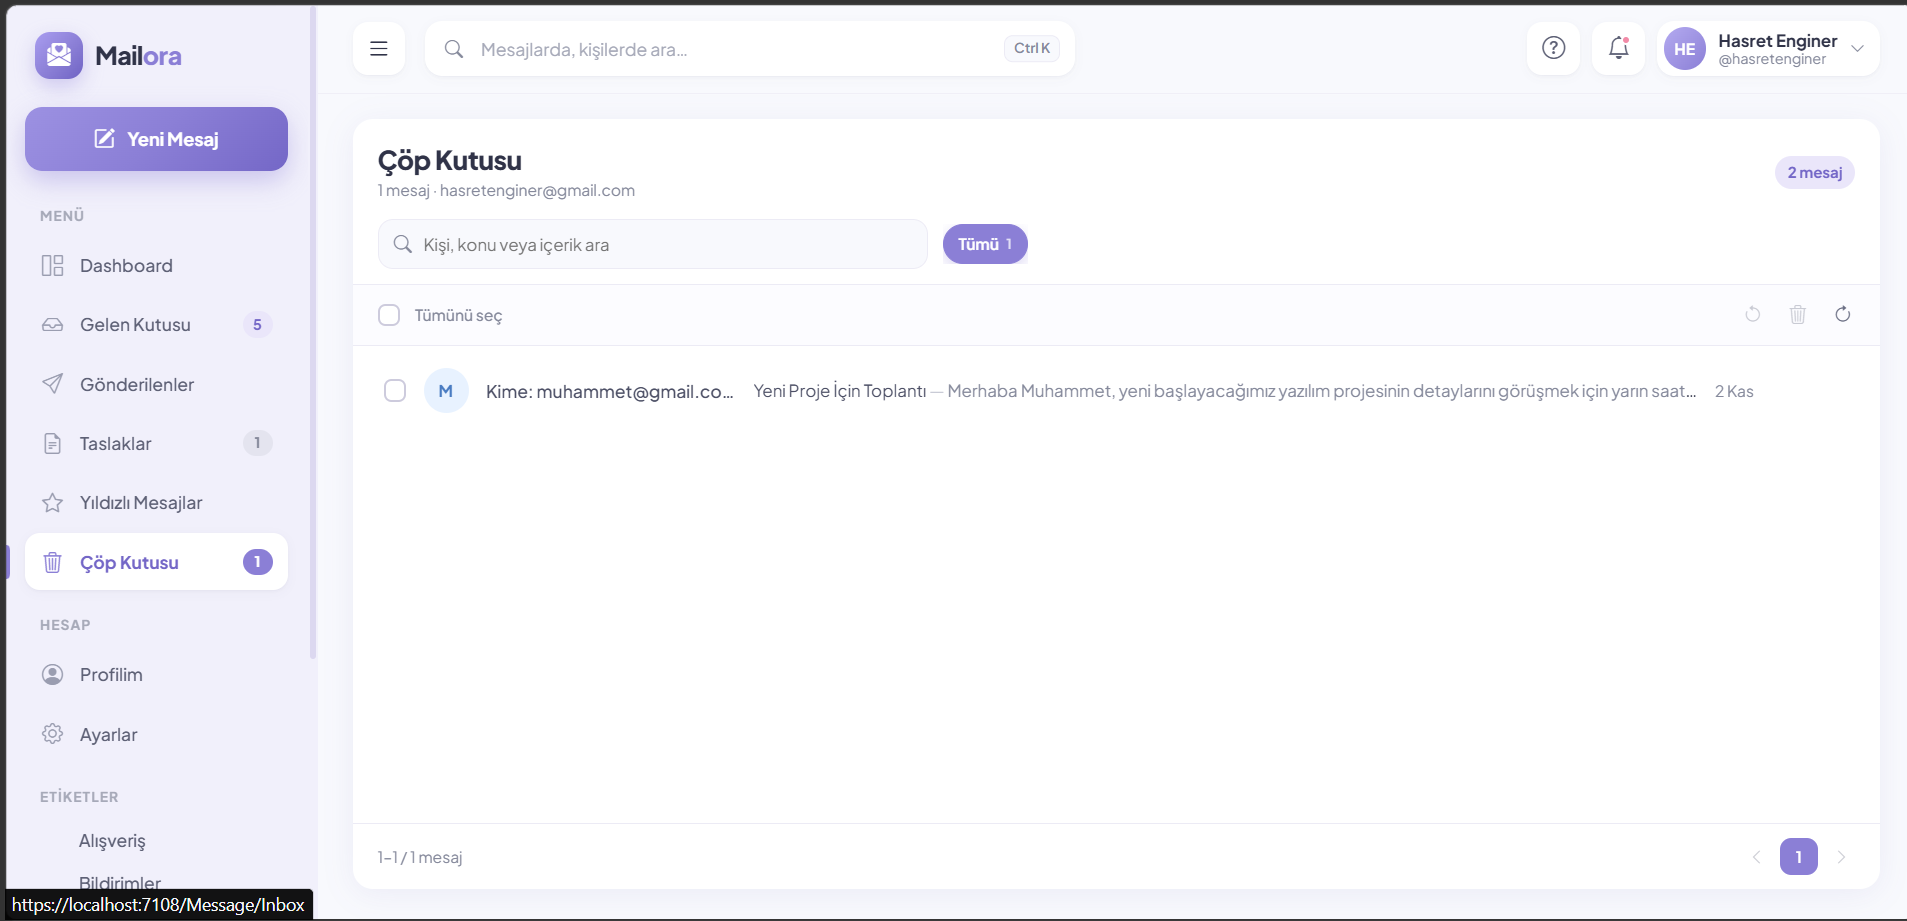 Mailora
Yeni Mesaj
MENÜ
Dashboard
Gelen Kutusu 5
Gönderilenler
Taslaklar 1
Yıldızlı Mesajlar
Çöp Kutusu 1
HESAP
Profilim
Ayarlar
ETİKETLER
Alışveriş
Bildirimler
https://localhost:7108/Message/Inbox
Mesajlarda, kişilerde ara...
Ctrl K
HE
Hasret Enginer
@hasretenginer
Çöp Kutusu
1 mesaj · hasretenginer@gmail.com
2 mesaj
Kişi, konu veya içerik ara
Tümü 1
Tümünü seç
M Kime: muhammet@gmail.co... Yeni Proje İçin Toplantı — Merhaba Muhammet, yeni başlayacağımız yazılım projesinin detaylarını görüşmek için yarın saat... 2 Kas
1-1 / 1 mesaj
1